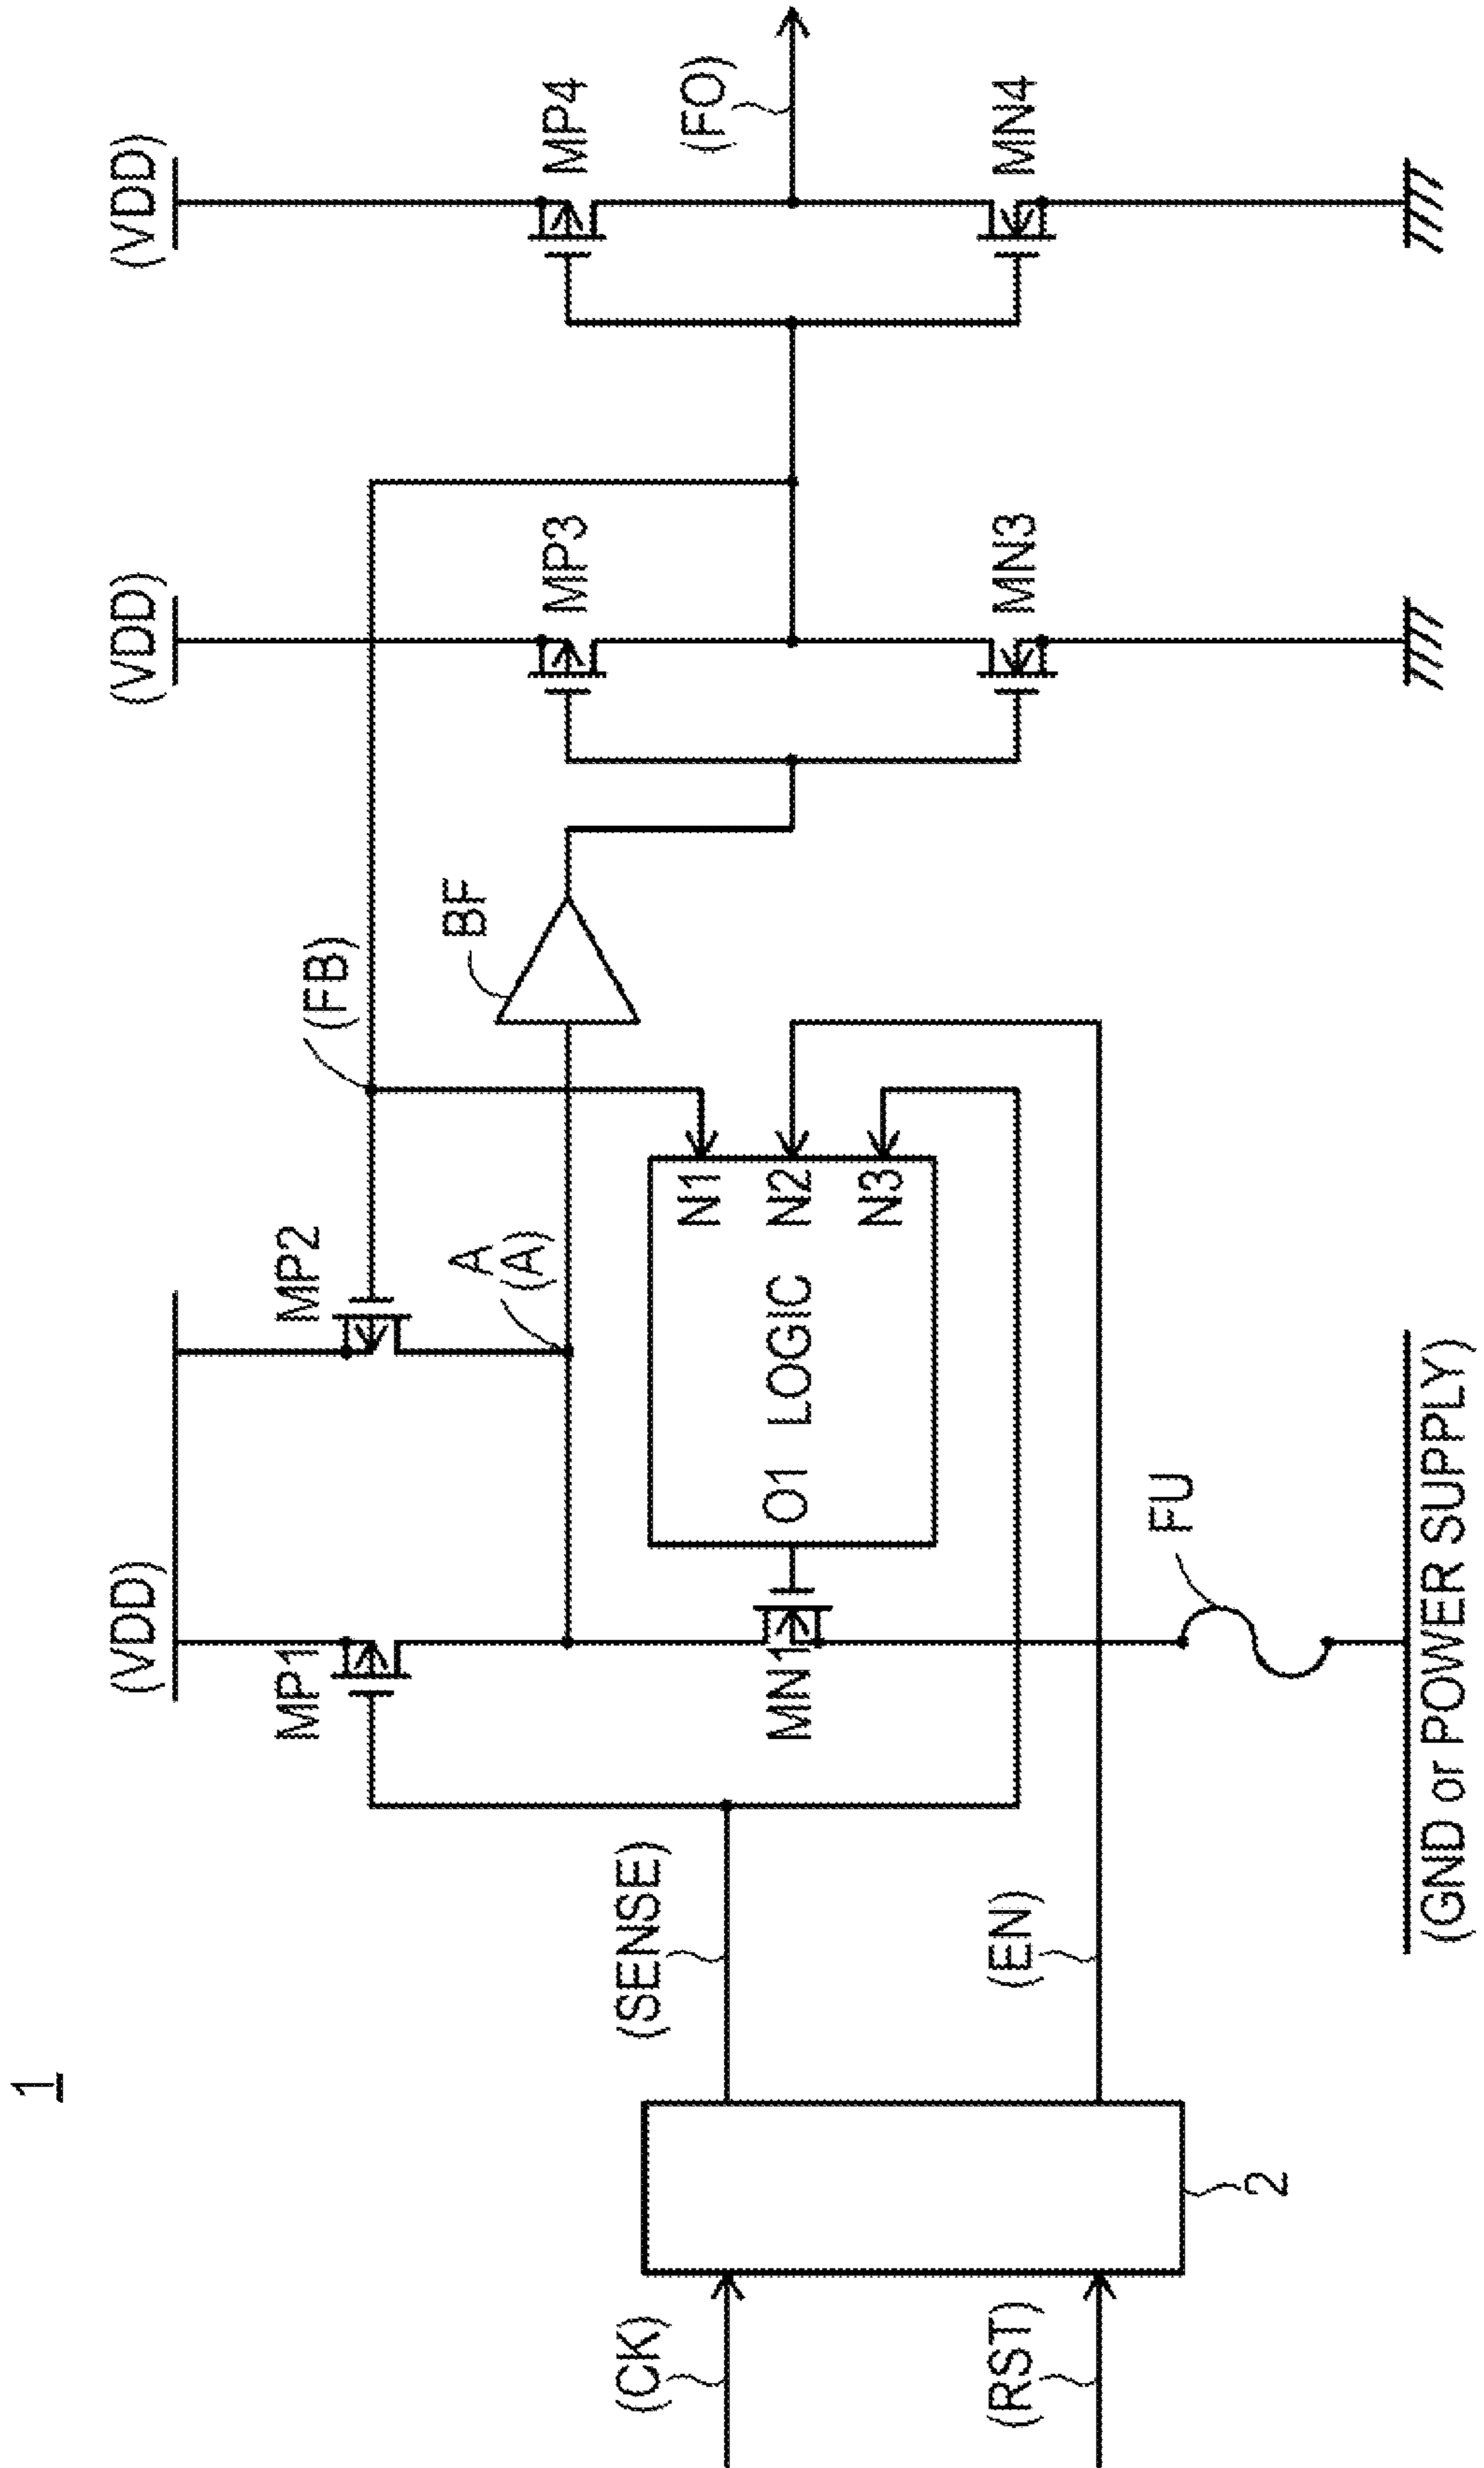 1
(VDD)
(VDD)
(VDD)
MP1
MP2
(FB)
MP3
MP4
A
(A)
BF
(FO)
(SENSE)
(CK)
MN1
O1 LOGIC
N1
N2
N3
MN3
MN4
(EN)
(RST)
FU
2
(GND or POWER SUPPLY)